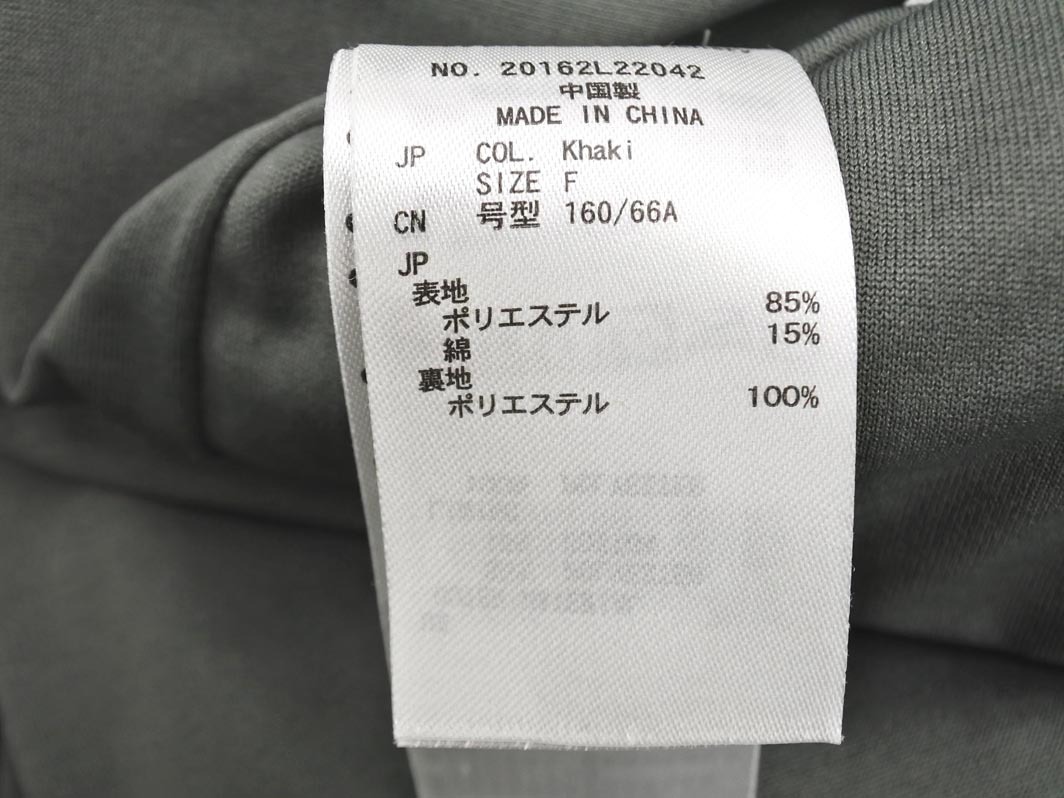 NO. 20162L22042
中国製
MADE IN CHINA
JP COL. Khaki
SIZE F
CN 号型 160/66A
JP
表地
ポリエステル 85%
綿 15%
裏地
ポリエステル 100%